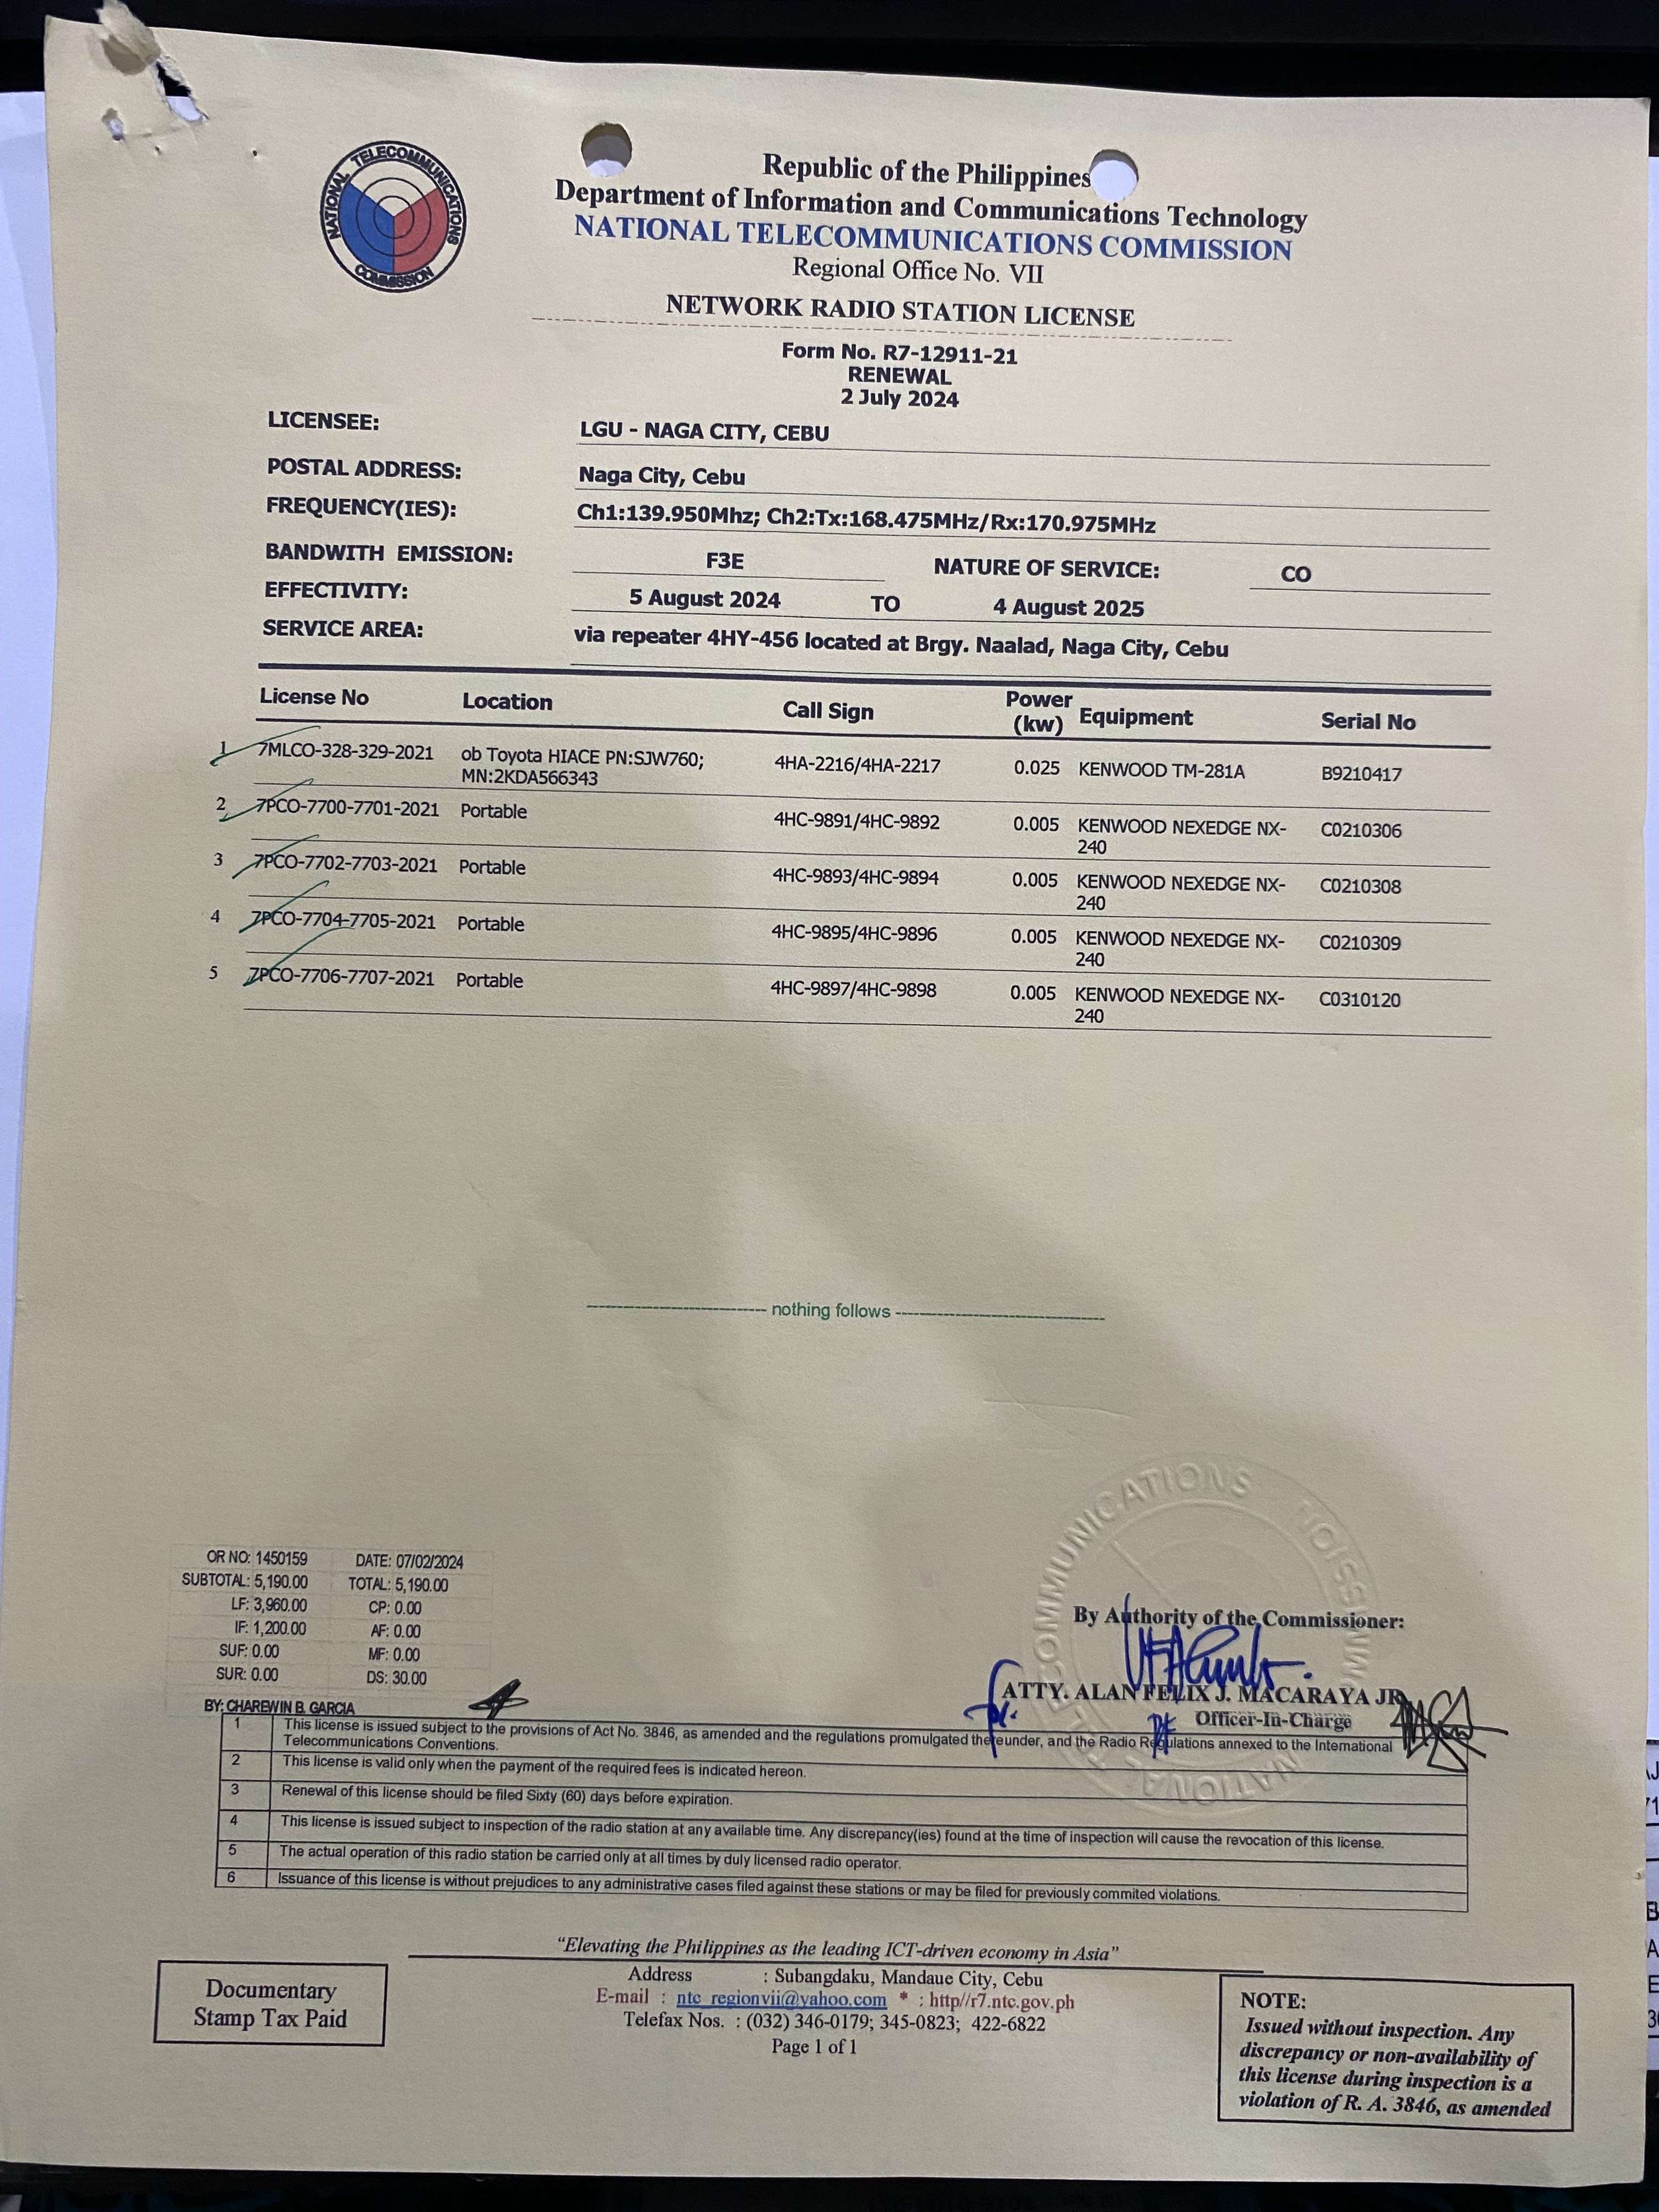 NATIONAL TELECOMMUNICATIONS COMMISSION
Republic of the Philippines
Department of Information and Communications Technology
NATIONAL TELECOMMUNICATIONS COMMISSION
Regional Office No. VII
NETWORK RADIO STATION LICENSE
Form No. R7-12911-21
RENEWAL
2 July 2024
LICENSEE: LGU - NAGA CITY, CEBU
POSTAL ADDRESS: Naga City, Cebu
FREQUENCY(IES): Ch1:139.950Mhz; Ch2:Tx:168.475MHz/Rx:170.975MHz
BANDWITH EMISSION: F3E NATURE OF SERVICE: CO
EFFECTIVITY: 5 August 2024 TO 4 August 2025
SERVICE AREA: via repeater 4HY-456 located at Brgy. Naalad, Naga City, Cebu
License No Location Call Sign Power (kw) Equipment Serial No
1 7MLCO-328-329-2021 ob Toyota HIACE PN:SJW760; 4HA-2216/4HA-2217 0.025 KENWOOD TM-281A B9210417
MN:2KDA566343
2 7PCO-7700-7701-2021 Portable 4HC-9891/4HC-9892 0.005 KENWOOD NEXEDGE NX- C0210306
240
3 7PCO-7702-7703-2021 Portable 4HC-9893/4HC-9894 0.005 KENWOOD NEXEDGE NX- C0210308
240
4 7PCO-7704-7705-2021 Portable 4HC-9895/4HC-9896 0.005 KENWOOD NEXEDGE NX- C0210309
240
5 7PCO-7706-7707-2021 Portable 4HC-9897/4HC-9898 0.005 KENWOOD NEXEDGE NX- C0310120
240
-------------------------- nothing follows ------------------------------
OR NO: 1450159 DATE: 07/02/2024
SUBTOTAL: 5,190.00 TOTAL: 5,190.00
LF: 3,960.00 CP: 0.00
IF: 1,200.00 AF: 0.00
SUF: 0.00 MF: 0.00
SUR: 0.00 DS: 30.00
BY: CHAREWIN B. GARCIA
NATIONAL TELECOMMUNICATIONS
By Authority of the Commissioner:
ATTY. ALAN FELIX J. MACARAYA JR
Officer-In-Charge
1 This license is issued subject to the provisions of Act No. 3846, as amended and the regulations promulgated thereunder, and the Radio Regulations annexed to the International
Telecommunications Conventions.
2 This license is valid only when the payment of the required fees is indicated hereon.
3 Renewal of this license should be filed Sixty (60) days before expiration.
4 This license is issued subject to inspection of the radio station at any available time. Any discrepancy(ies) found at the time of inspection will cause the revocation of this license.
5 The actual operation of this radio station be carried only at all times by duly licensed radio operator.
6 Issuance of this license is without prejudices to any administrative cases filed against these stations or may be filed for previously commited violations.
"Elevating the Philippines as the leading ICT-driven economy in Asia"
Address : Subangdaku, Mandaue City, Cebu
E-mail : ntc_regionvii@yahoo.com * : http//r7.ntc.gov.ph
Telefax Nos. : (032) 346-0179; 345-0823; 422-6822
Page 1 of 1
Documentary
Stamp Tax Paid
NOTE:
Issued without inspection. Any
discrepancy or non-availability of
this license during inspection is a
violation of R. A. 3846, as amended